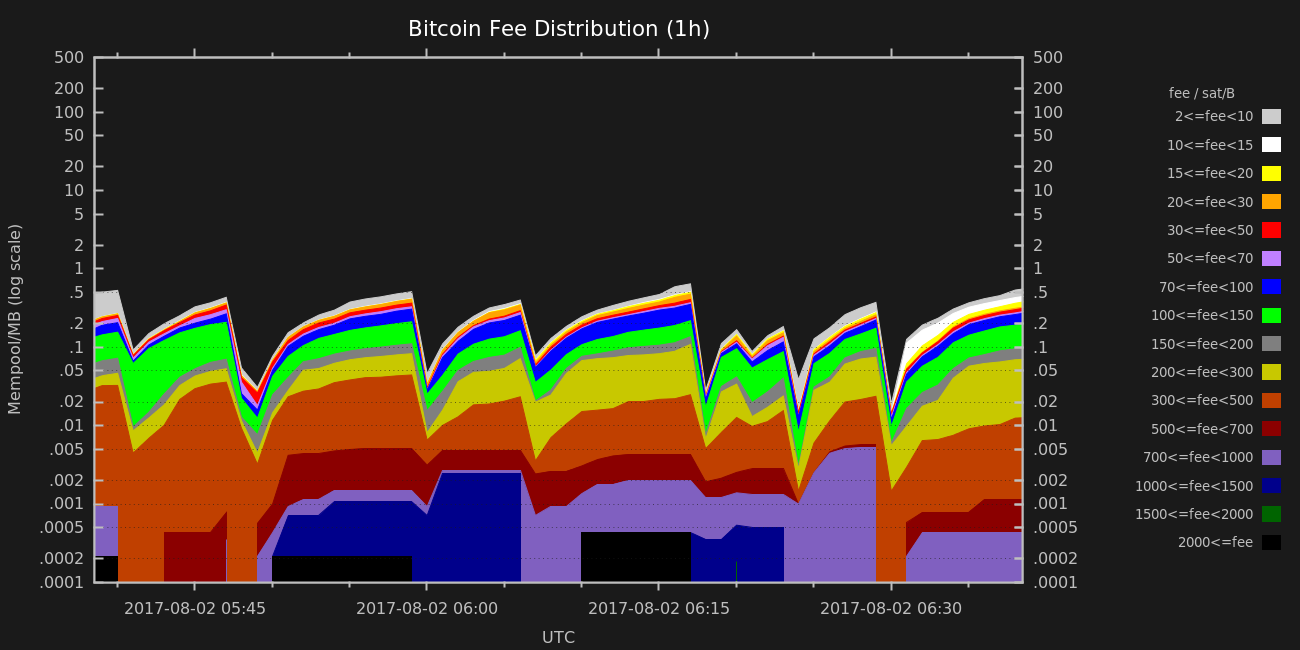 Bitcoin Fee Distribution (1h)
500 500
200 200
100 100
50 50
20 20
10 10
5 5
2 2
1 1
.5 .5
.2 .2
.1 .1
.05 .05
.02 .02
.01 .01
.005 .005
.002 .002
.001 .001
.0005 .0005
.0002 .0002
.0001 .0001
Mempool/MB (log scale)
2017-08-02 05:45 2017-08-02 06:00 2017-08-02 06:15 2017-08-02 06:30
UTC
fee / sat/B
2<=fee<10
10<=fee<15
15<=fee<20
20<=fee<30
30<=fee<50
50<=fee<70
70<=fee<100
100<=fee<150
150<=fee<200
200<=fee<300
300<=fee<500
500<=fee<700
700<=fee<1000
1000<=fee<1500
1500<=fee<2000
2000<=fee